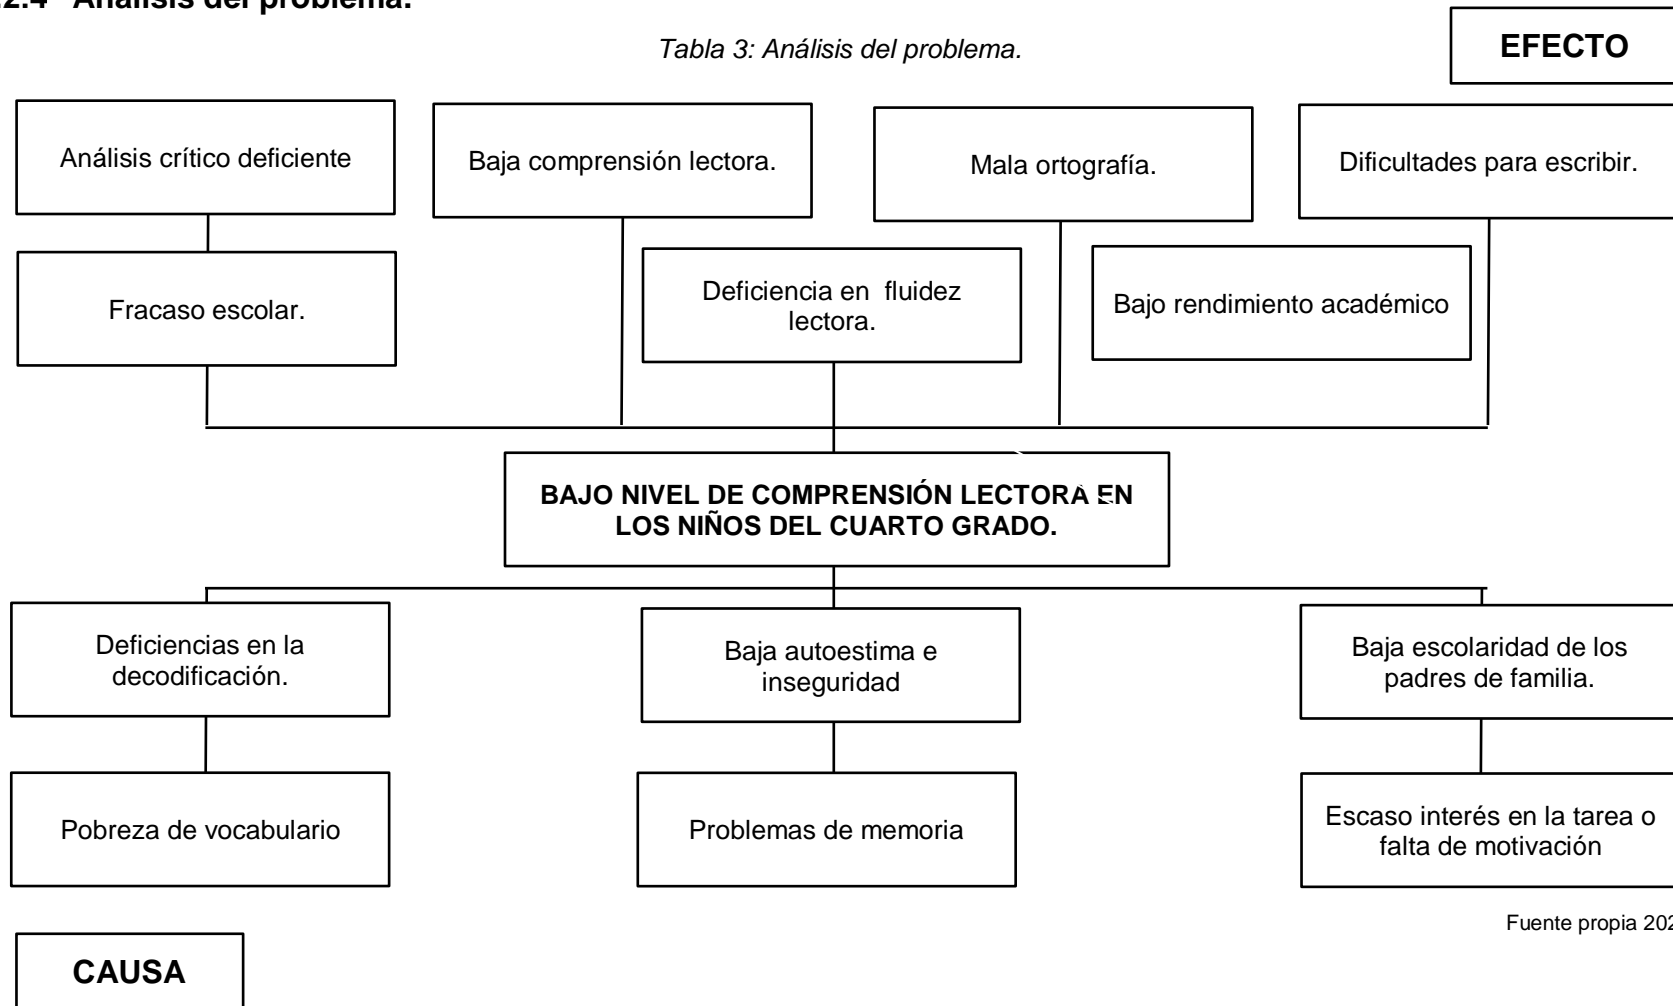 2.4 Análisis del problema.
Tabla 3: Análisis del problema.
EFECTO
Análisis crítico deficiente
Baja comprensión lectora.
Mala ortografía.
Dificultades para escribir.
Fracaso escolar.
Deficiencia en fluidez
lectora.
Bajo rendimiento académico
BAJO NIVEL DE COMPRENSIÓN LECTORA EN
LOS NIÑOS DEL CUARTO GRADO.
Deficiencias en la
decodificación.
Baja autoestima e
inseguridad
Baja escolaridad de los
padres de familia.
Pobreza de vocabulario
Problemas de memoria
Escaso interés en la tarea o
falta de motivación
Fuente propia 202
CAUSA